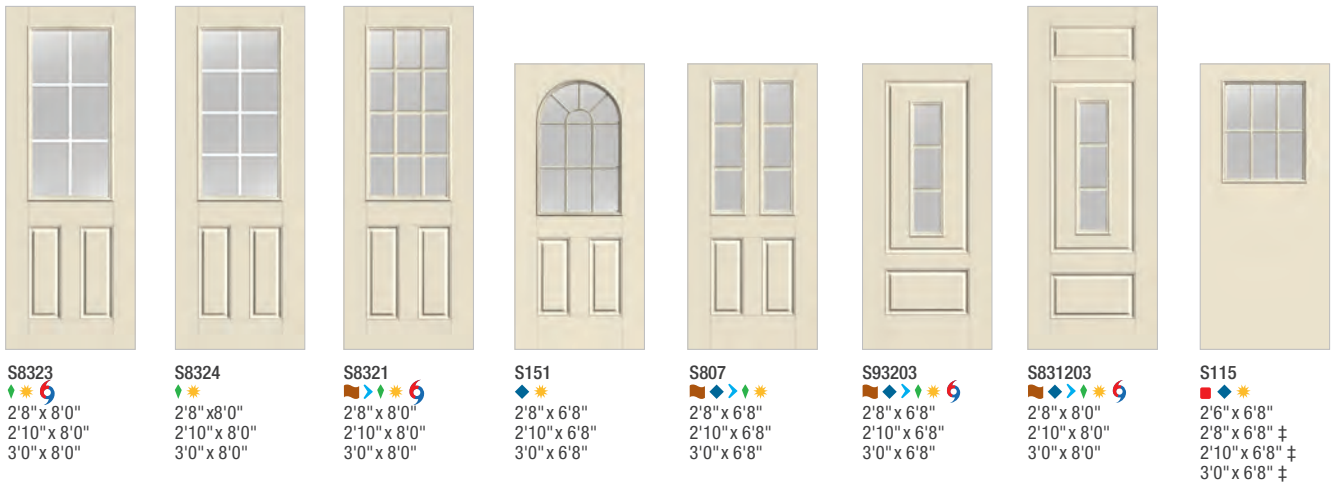 S8323
2'8" x 8'0"
2'10" x 8'0"
3'0" x 8'0"
S8324
2'8" x8'0"
2'10" x 8'0"
3'0" x 8'0"
S8321
2'8" x 8'0"
2'10" x 8'0"
3'0" x 8'0"
S151
2'8" x 6'8"
2'10" x 6'8"
3'0" x 6'8"
S807
2'8" x 6'8"
2'10" x 6'8"
3'0" x 6'8"
S93203
2'8" x 6'8"
2'10" x 6'8"
3'0" x 6'8"
S831203
2'8" x 8'0"
2'10" x 8'0"
3'0" x 8'0"
S115
2'6" x 6'8"
2'8" x 6'8" ‡
2'10" x 6'8" ‡
3'0" x 6'8" ‡